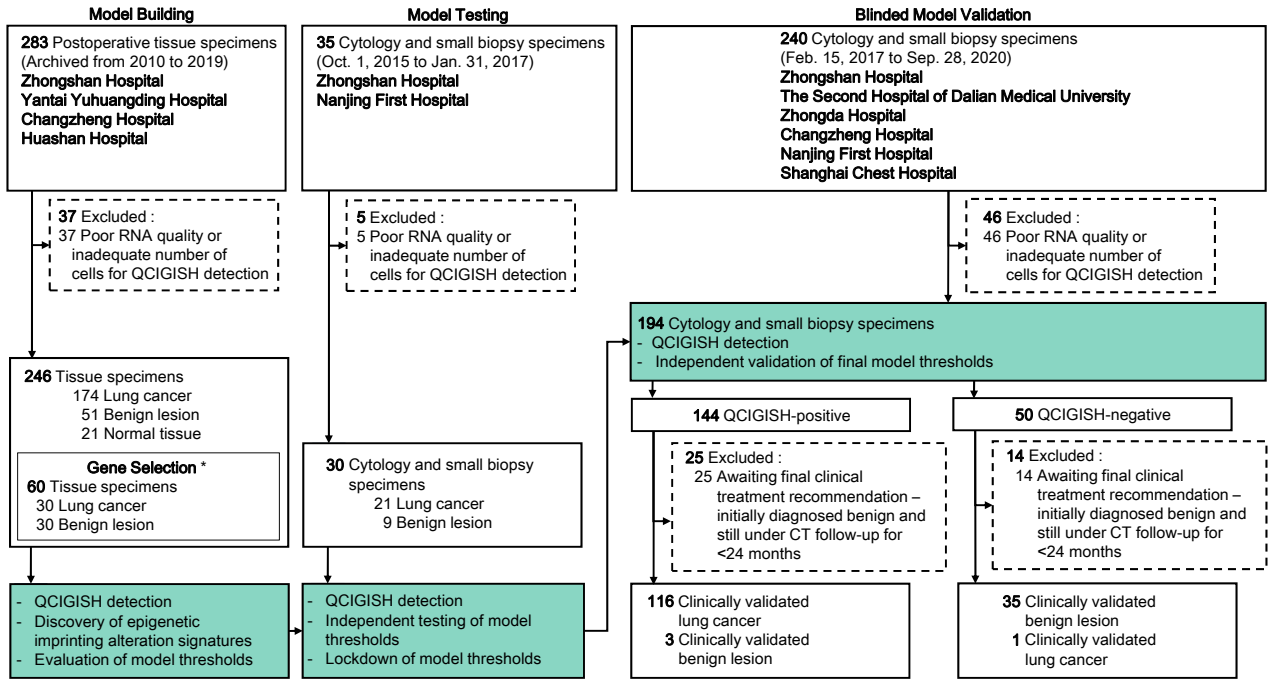 Model Building
283 Postoperative tissue specimens
(Archived from 2010 to 2019)
Zhongshan Hospital
Yantai Yuhuangding Hospital
Changzheng Hospital
Huashan Hospital
37 Excluded :
37 Poor RNA quality or
inadequate number of
cells for QCIGISH detection
246 Tissue specimens
174 Lung cancer
51 Benign lesion
21 Normal tissue
Gene Selection *
60 Tissue specimens
30 Lung cancer
30 Benign lesion
- QCIGISH detection
- Discovery of epigenetic
imprinting alteration signatures
- Evaluation of model thresholds
Model Testing
35 Cytology and small biopsy specimens
(Oct. 1, 2015 to Jan. 31, 2017)
Zhongshan Hospital
Nanjing First Hospital
5 Excluded :
5 Poor RNA quality or
inadequate number of
cells for QCIGISH detection
30 Cytology and small biopsy
specimens
21 Lung cancer
9 Benign lesion
- QCIGISH detection
- Independent testing of model
thresholds
- Lockdown of model thresholds
Blinded Model Validation
240 Cytology and small biopsy specimens
(Feb. 15, 2017 to Sep. 28, 2020)
Zhongshan Hospital
The Second Hospital of Dalian Medical University
Zhongda Hospital
Changzheng Hospital
Nanjing First Hospital
Shanghai Chest Hospital
46 Excluded :
46 Poor RNA quality or
inadequate number of
cells for QCIGISH detection
194 Cytology and small biopsy specimens
- QCIGISH detection
- Independent validation of final model thresholds
144 QCIGISH-positive
25 Excluded :
25 Awaiting final clinical
treatment recommendation –
initially diagnosed benign and
still under CT follow-up for
<24 months
116 Clinically validated
lung cancer
3 Clinically validated
benign lesion
50 QCIGISH-negative
14 Excluded :
14 Awaiting final clinical
treatment recommendation –
initially diagnosed benign and
still under CT follow-up for
<24 months
35 Clinically validated
benign lesion
1 Clinically validated
lung cancer